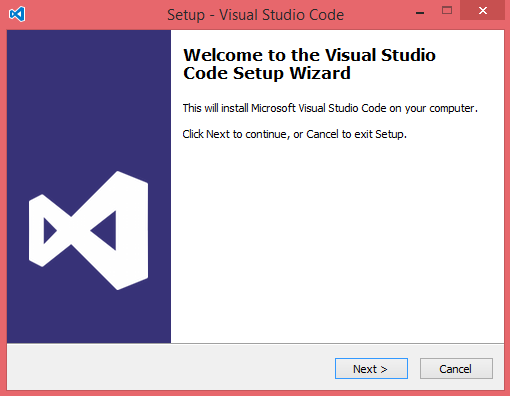 Setup - Visual Studio Code
Welcome to the Visual Studio
Code Setup Wizard
This will install Microsoft Visual Studio Code on your computer.
Click Next to continue, or Cancel to exit Setup.
Next >
Cancel